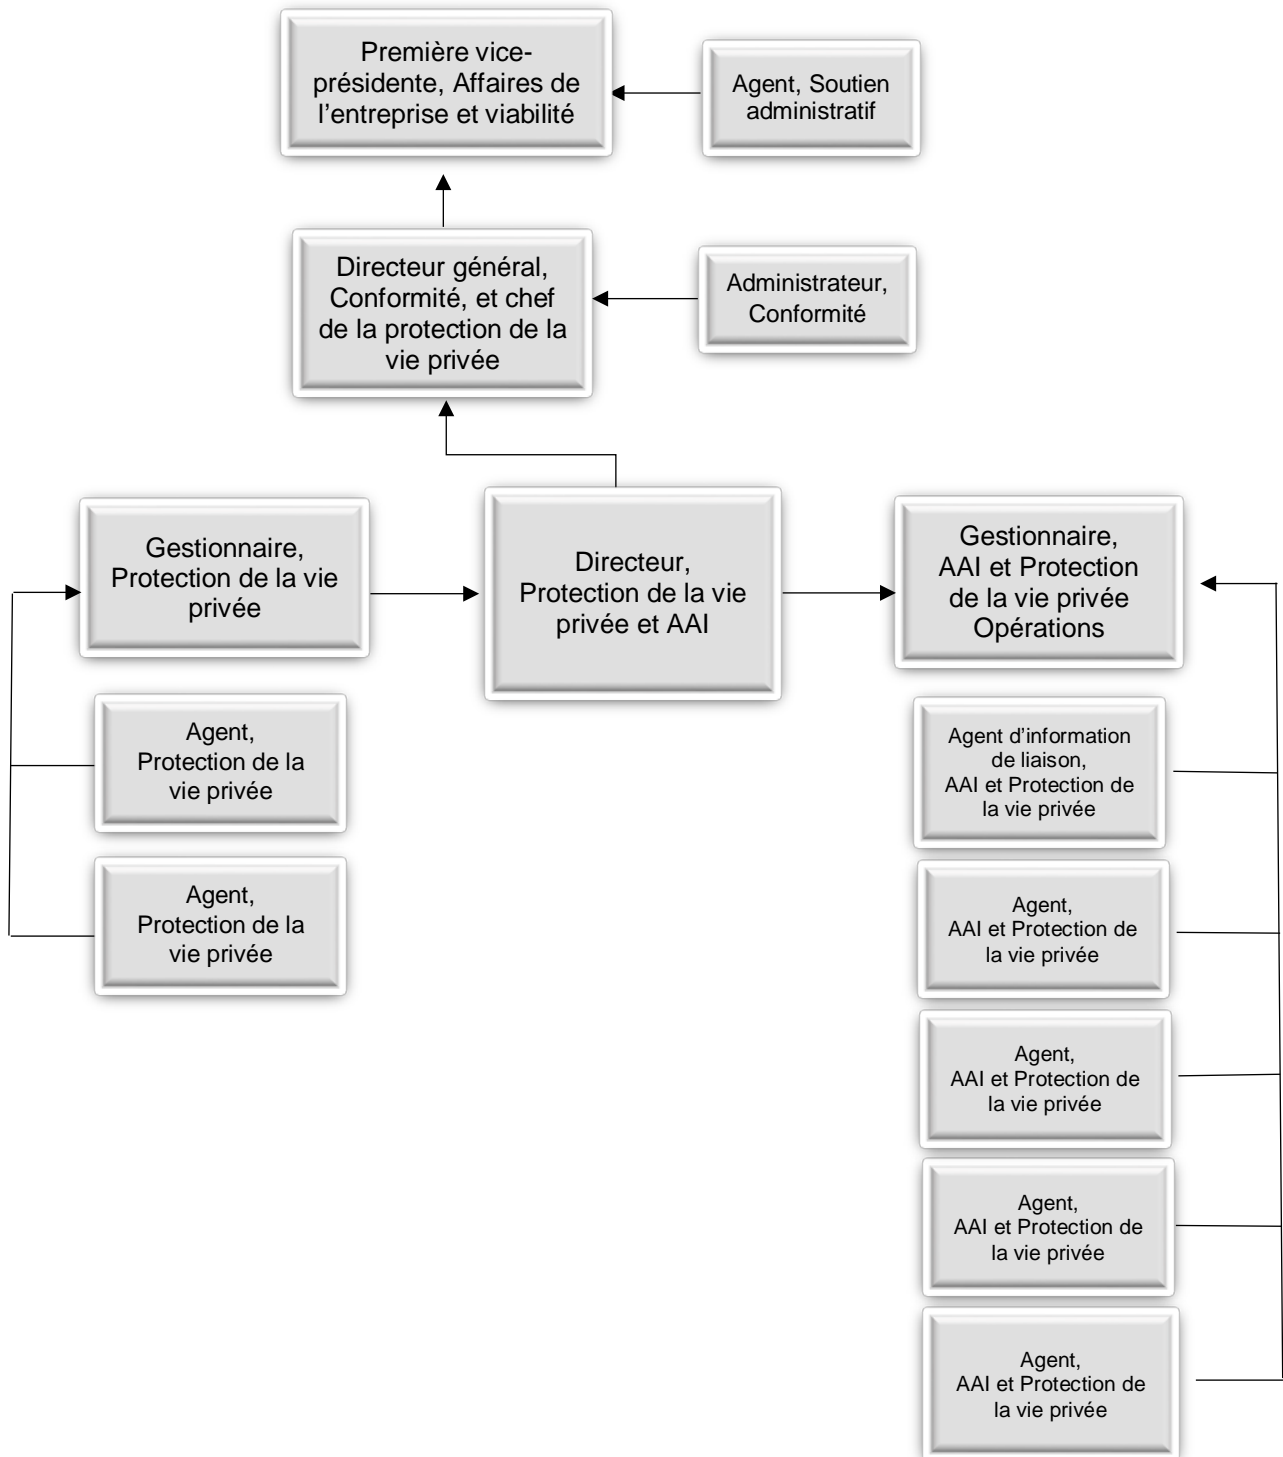 Première vice-
présidente, Affaires de
l'entreprise et viabilité
Agent, Soutien
administratif
Directeur général,
Conformité, et chef
de la protection de la
vie privée
Administrateur,
Conformité
Gestionnaire,
Protection de la vie
privée
Directeur,
Protection de la vie
privée et AAI
Gestionnaire,
AAI et Protection
de la vie privée
Opérations
Agent,
Protection de la
vie privée
Agent,
Protection de la
vie privée
Agent d'information
de liaison,
AAI et Protection de
la vie privée
Agent,
AAI et Protection de
la vie privée
Agent,
AAI et Protection de
la vie privée
Agent,
AAI et Protection de
la vie privée
Agent,
AAI et Protection de
la vie privée